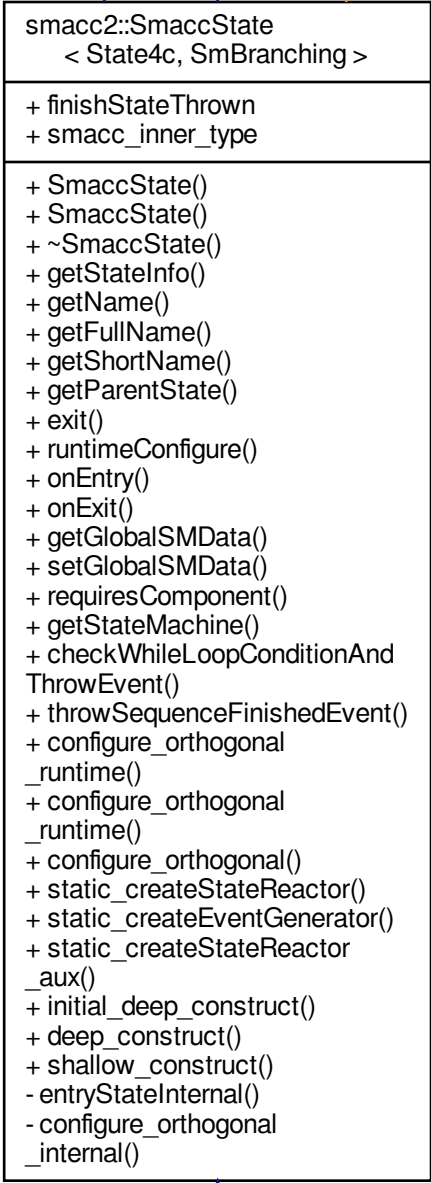 smacc2::SmaccState
< State4c, SmBranching >
+ finishStateThrown
+ smacc_inner_type
+ SmaccState()
+ SmaccState()
+ ~SmaccState()
+ getStateInfo()
+ getName()
+ getFullName()
+ getShortName()
+ getParentState()
+ exit()
+ runtimeConfigure()
+ onEntry()
+ onExit()
+ getGlobalSMData()
+ setGlobalSMData()
+ requiresComponent()
+ getStateMachine()
+ checkWhileLoopConditionAnd
ThrowEvent()
+ throwSequenceFinishedEvent()
+ configure_orthogonal
_runtime()
+ configure_orthogonal
_runtime()
+ configure_orthogonal()
+ static_createStateReactor()
+ static_createEventGenerator()
+ static_createStateReactor
_aux()
+ initial_deep_construct()
+ deep_construct()
+ shallow_construct()
- entryStateInternal()
- configure_orthogonal
_internal()